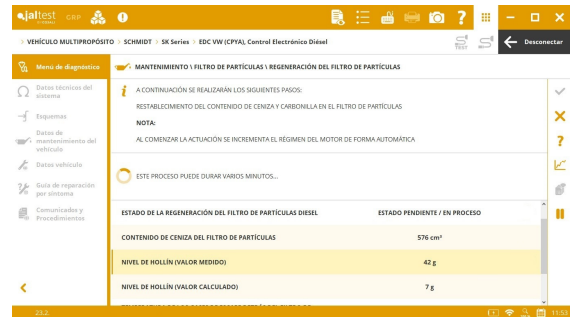 jaltest GRP
> VEHÍCULO MULTIPROPÓSITO > SCHMIDT > SK Series > EDC VW (CPYA), Control Electrónico Diésel
TEST
Desconectar
Menú de diagnóstico
MANTENIMIENTO \ FILTRO DE PARTÍCULAS \ REGENERACIÓN DEL FILTRO DE PARTÍCULAS
Datos técnicos del sistema
Esquemas
Datos de mantenimiento del vehículo
Datos vehículo
Guía de reparación por síntoma
Comunicados y Procedimientos
A CONTINUACIÓN SE REALIZARÁN LOS SIGUIENTES PASOS:
RESTABLECIMIENTO DEL CONTENIDO DE CENIZA Y CARBONILLA EN EL FILTRO DE PARTÍCULAS
NOTA:
AL COMENZAR LA ACTUACIÓN SE INCREMENTA EL RÉGIMEN DEL MOTOR DE FORMA AUTOMÁTICA
ESTE PROCESO PUEDE DURAR VARIOS MINUTOS...
ESTADO DE LA REGENERACIÓN DEL FILTRO DE PARTÍCULAS DIESEL ESTADO PENDIENTE / EN PROCESO
CONTENIDO DE CENIZA DEL FILTRO DE PARTÍCULAS 576 cm³
NIVEL DE HOLLÍN (VALOR MEDIDO) 42 g
NIVEL DE HOLLÍN (VALOR CALCULADO) 7 g
23.2.
11:53